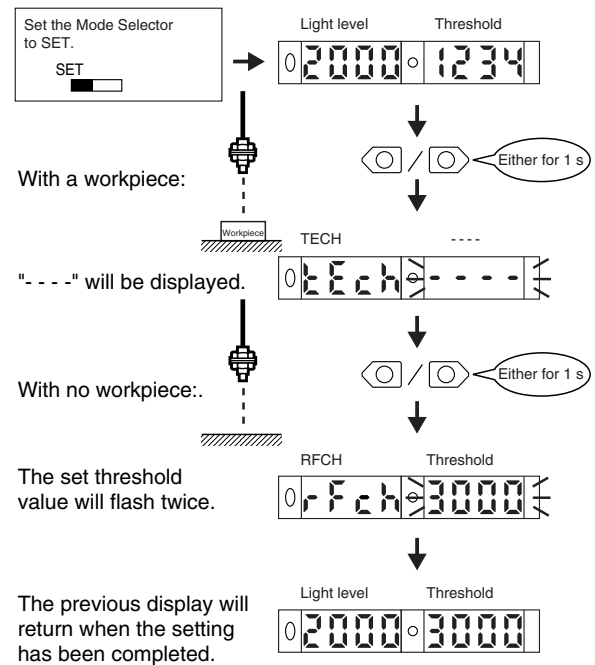 Set the Mode Selector
to SET.
SET
Light level Threshold
2000 1234
With a workpiece:
/
Either for 1 s
Workpiece
TECH - - - -
"- - - -" will be displayed.
tEch - - - -
With no workpiece:.
/
Either for 1 s
RFCH Threshold
The set threshold
value will flash twice.
rFch 3000
Light level Threshold
The previous display will
return when the setting
has been completed.
2000 3000